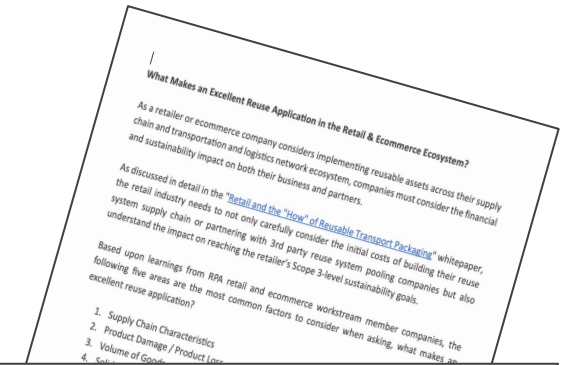 What Makes an Excellent Reuse Application in the Retail & Ecommerce Ecosystem?
As a retailer or ecommerce company considers implementing reusable assets across their supply
chain and transportation and logistics network ecosystem, companies must consider the financial
and sustainability impact on both their business and partners.
As discussed in detail in the "Retail and the "How" of Reusable Transport Packaging" whitepaper,
the retail industry needs to not only carefully consider the initial costs of building their reuse
system supply chain or partnering with 3rd party reuse system pooling companies but also
understand the impact on reaching the retailer's Scope 3-level sustainability goals.
Based upon learnings from RPA retail and ecommerce workstream member companies, the
following five areas are the most common factors to consider when asking, what makes an
excellent reuse application?
1. Supply Chain Characteristics
2. Product Damage / Product Loss
3. Volume of Goods
4.